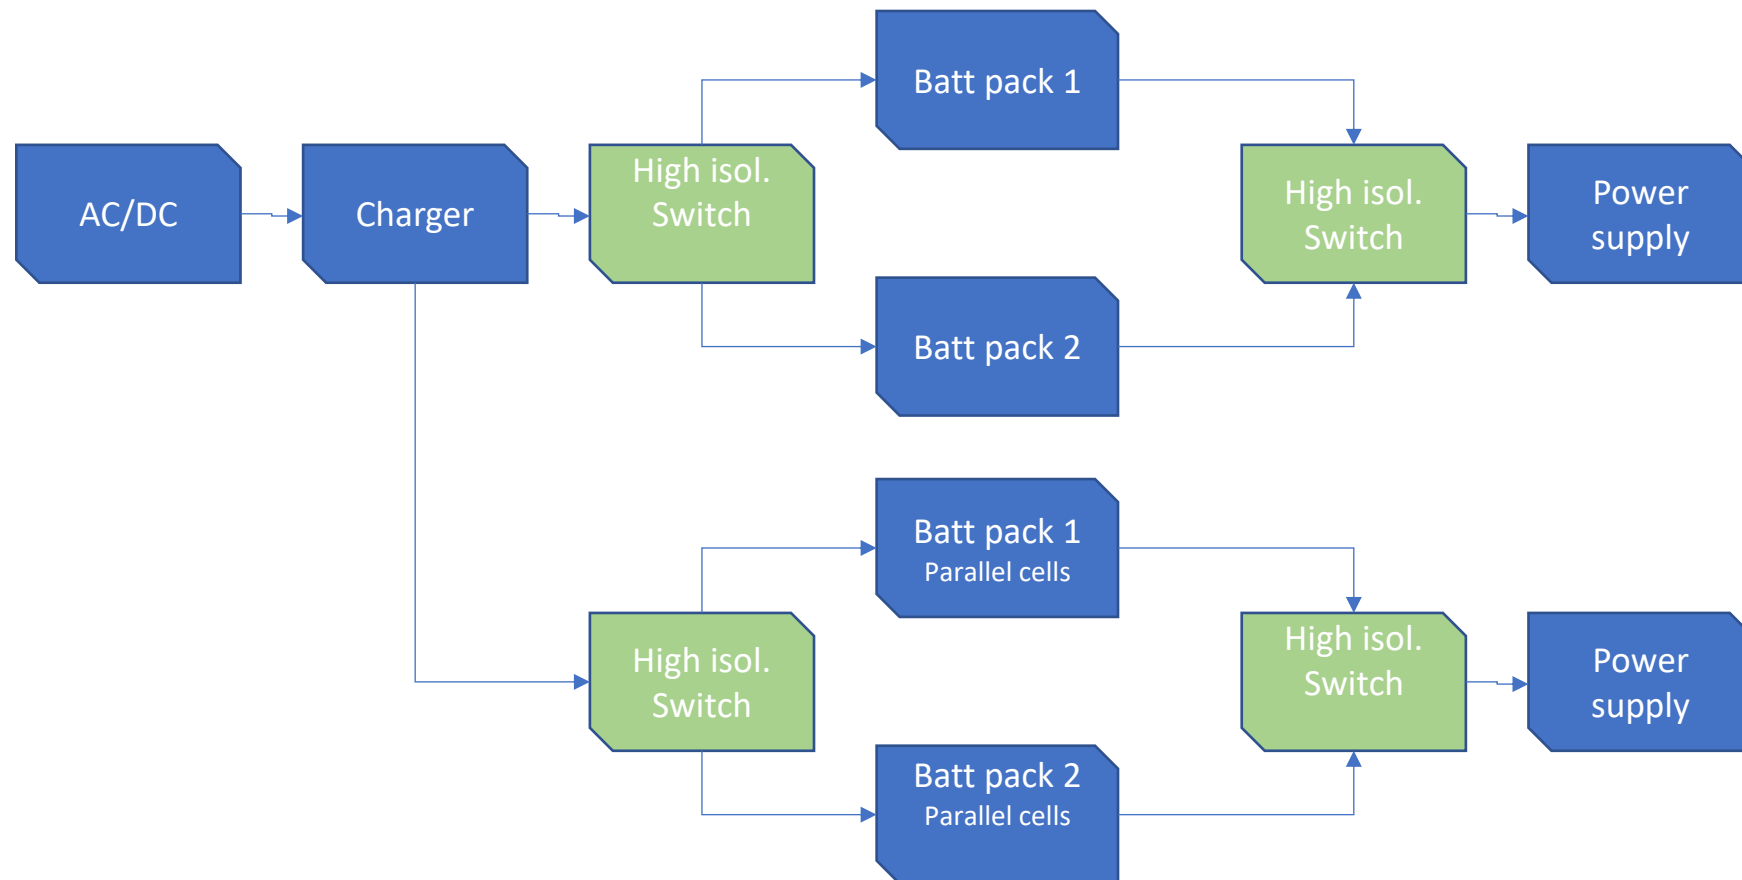 Batt pack 1
AC/DC
Charger
High isol.
Switch
High isol.
Switch
Power
supply
Batt pack 2
Batt pack 1
Parallel cells
High isol.
Switch
High isol.
Switch
Power
supply
Batt pack 2
Parallel cells